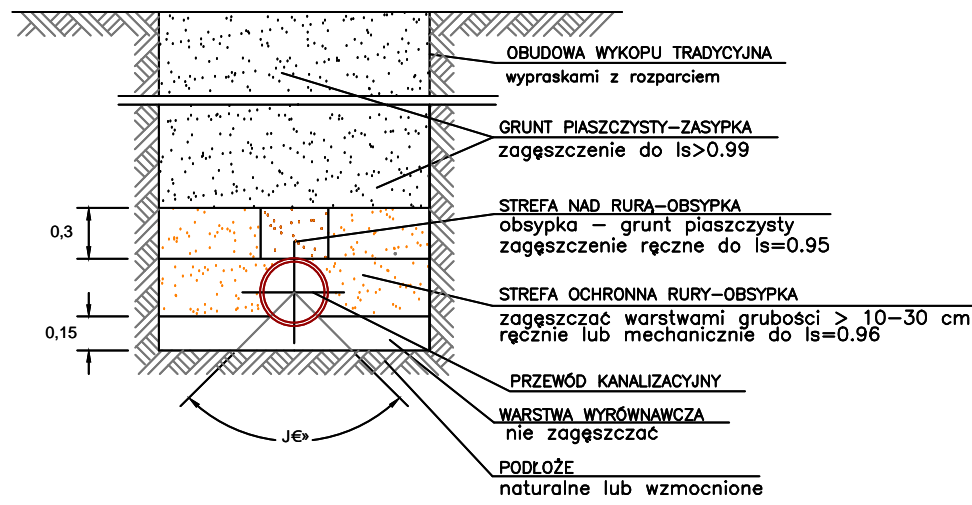 OBUDOWA WYKOPU TRADYCYJNA
wypraskami z rozparciem
GRUNT PIASZCZYSTY-ZASYPKA
zagęszczenie do Is>0.99
STREFA NAD RURĄ-OBSYPKA
obsypka – grunt piaszczysty
zagęszczenie ręczne do Is=0.95
0,3
STREFA OCHRONNA RURY-OBSYPKA
zagęszczać warstwami grubości > 10-30 cm
ręcznie lub mechanicznie do Is=0.96
0,15
PRZEWÓD KANALIZACYJNY
WARSTWA WYRÓWNAWCZA
nie zagęszczać
J€»
PODŁOŻE
naturalne lub wzmocnione